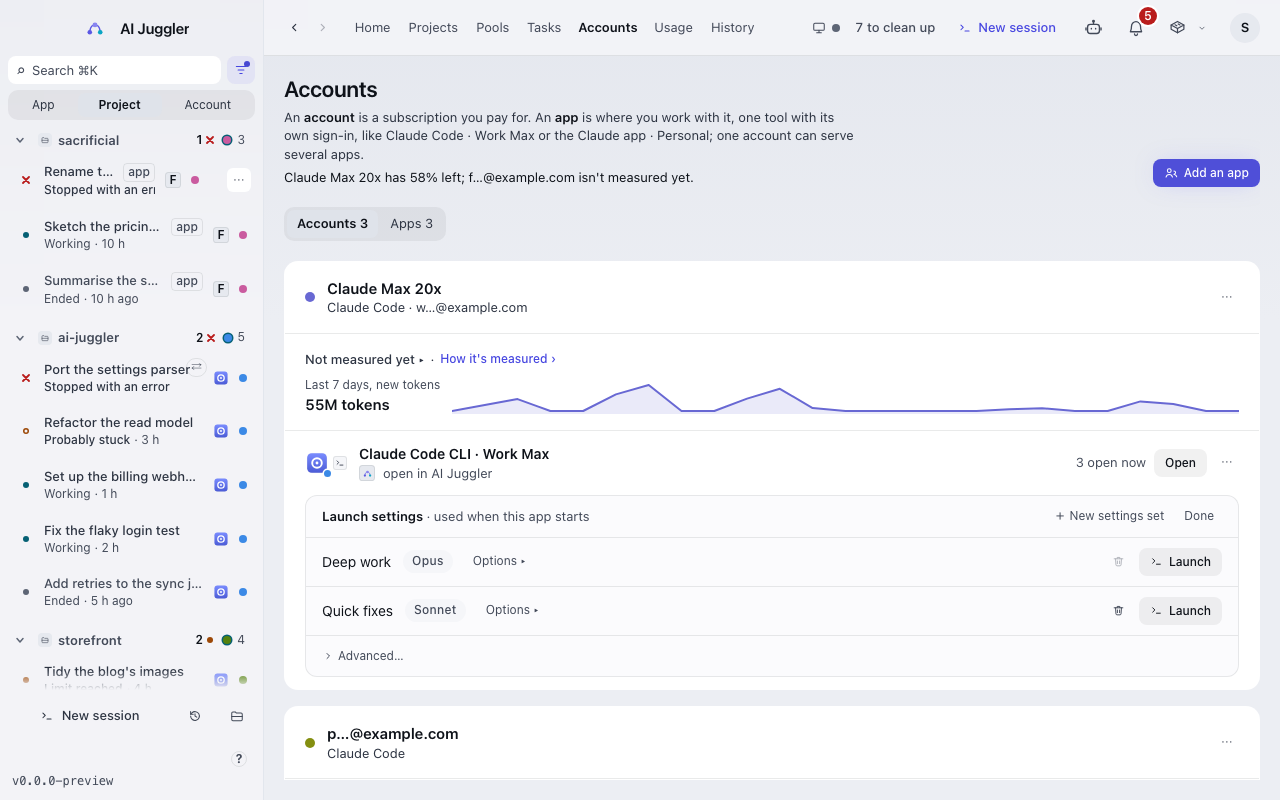 AI Juggler
Search ⌘K
App Project Account
sacrificial 1 3
Rename t... app F
Stopped with an err
Sketch the pricin... app F
Working · 10 h
Summarise the s... app F
Ended · 10 h ago
ai-juggler 2 5
Port the settings parser
Stopped with an error
Refactor the read model
Probably stuck · 3 h
Set up the billing webh...
Working · 1 h
Fix the flaky login test
Working · 2 h
Add retries to the sync j...
Ended · 5 h ago
storefront 2 4
Tidy the blog's images
Limit reached · 4 h
New session
?
v0.0.0-preview
Home Projects Pools Tasks Accounts Usage History 7 to clean up New session 5 S
Accounts
An account is a subscription you pay for. An app is where you work with it, one tool with its
own sign-in, like Claude Code · Work Max or the Claude app · Personal; one account can serve
several apps.
Claude Max 20x has 58% left; f...@example.com isn't measured yet.
Add an app
Accounts 3 Apps 3
Claude Max 20x
Claude Code · w...@example.com
Not measured yet ▸ · How it's measured ›
Last 7 days, new tokens
55M tokens
Claude Code CLI · Work Max
open in AI Juggler
3 open now Open
Launch settings · used when this app starts + New settings set Done
Deep work Opus Options ▸ Launch
Quick fixes Sonnet Options ▸ Launch
Advanced...
p...@example.com
Claude Code